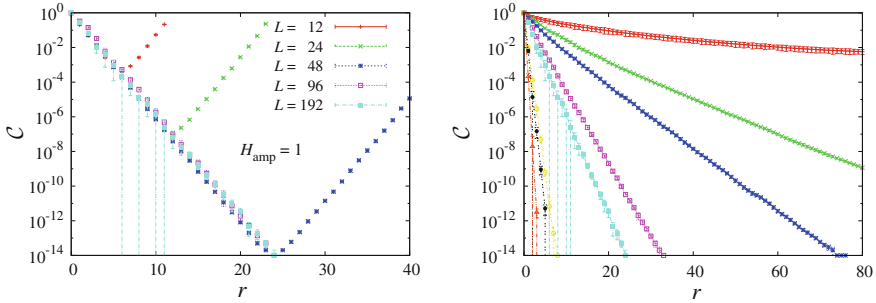 10^0
10^-2
10^-4
10^-6
10^-8
10^-10
10^-12
10^-14
C
0 10 20 30 40
r
L = 12
L = 24
L = 48
L = 96
L = 192
H_amp = 1
10^0
10^-2
10^-4
10^-6
10^-8
10^-10
10^-12
10^-14
C
0 20 40 60 80
r